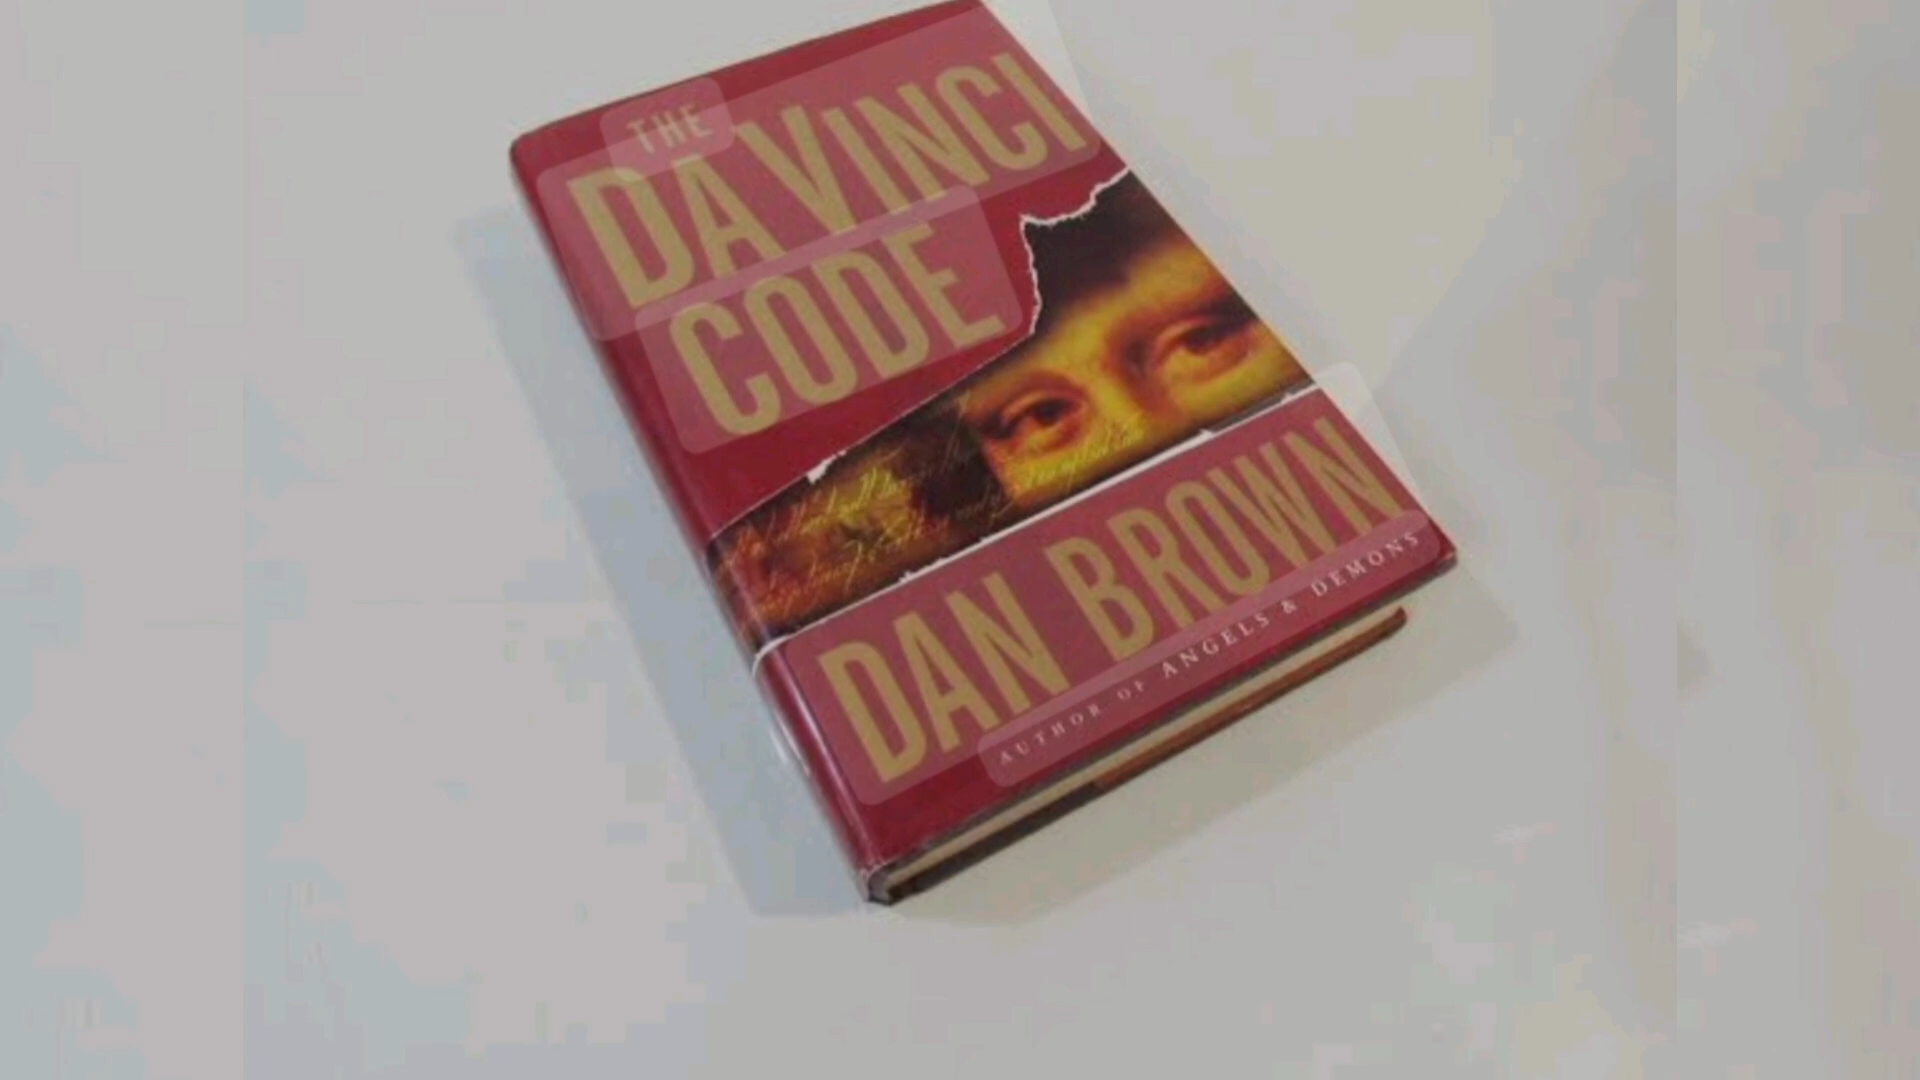 THE
DA VINCI
CODE
DAN BROWN
AUTHOR OF ANGELS & DEMONS